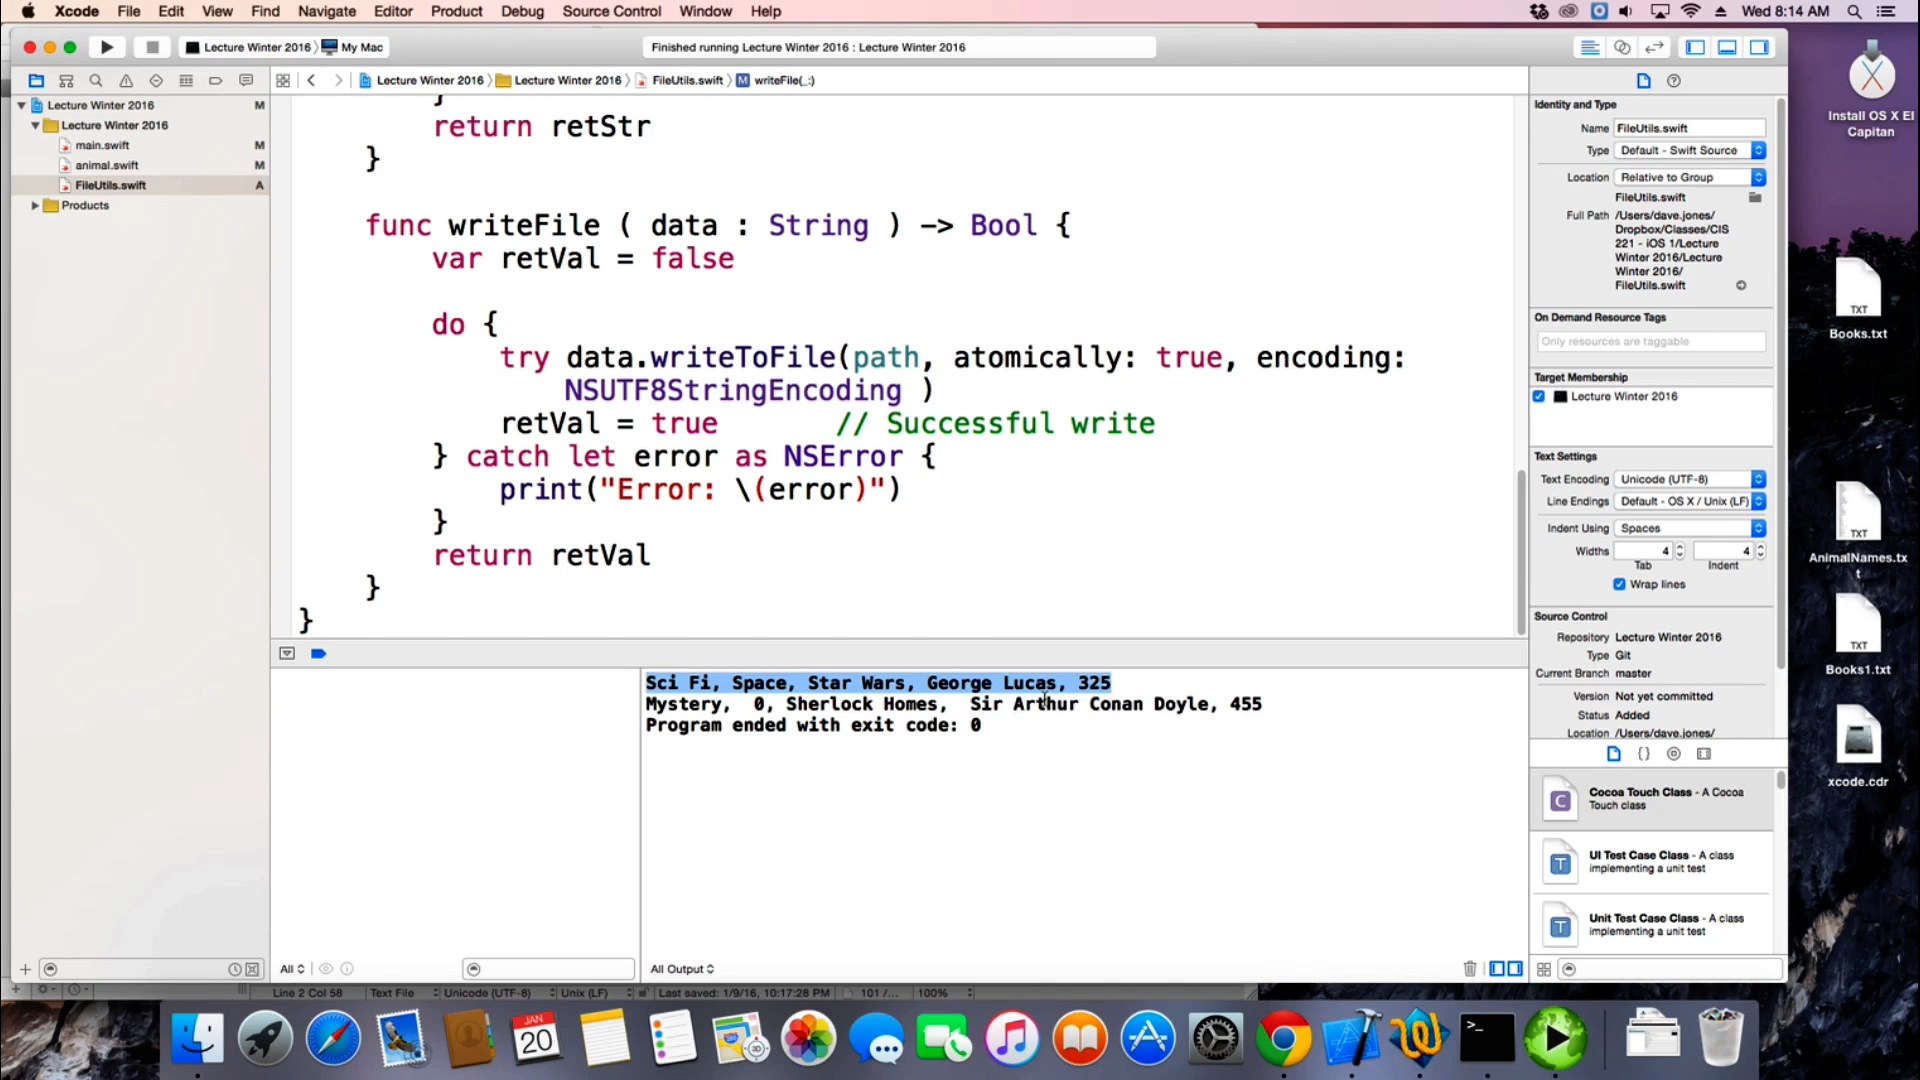 Xcode File Edit View Find Navigate Editor Product Debug Source Control Window Help
Wed 8:14 AM
Lecture Winter 2016 My Mac
Finished running Lecture Winter 2016 : Lecture Winter 2016
Lecture Winter 2016 Lecture Winter 2016 FileUtils.swift M writeFile(_:)
Lecture Winter 2016 M
Lecture Winter 2016
main.swift M
animal.swift M
FileUtils.swift A
Products
}
return retStr
}
func writeFile ( data : String ) -> Bool {
var retVal = false
do {
try data.writeToFile(path, atomically: true, encoding:
NSUTF8StringEncoding )
retVal = true // Successful write
} catch let error as NSError {
print("Error: \(error)")
}
return retVal
}
}
Sci Fi, Space, Star Wars, George Lucas, 325
Mystery, 0, Sherlock Homes, Sir Arthur Conan Doyle, 455
Program ended with exit code: 0
All
All Output
Identity and Type
Name FileUtils.swift
Type Default - Swift Source
Location Relative to Group
FileUtils.swift
Full Path /Users/dave.jones/
Dropbox/Classes/CIS
221 - iOS 1/Lecture
Winter 2016/Lecture
Winter 2016/
FileUtils.swift
On Demand Resource Tags
Only resources are taggable
Target Membership
Lecture Winter 2016
Text Settings
Text Encoding Unicode (UTF-8)
Line Endings Default - OS X / Unix (LF)
Indent Using Spaces
Widths 4 4
Tab Indent
Wrap lines
Source Control
Repository Lecture Winter 2016
Type Git
Current Branch master
Version Not yet committed
Status Added
Location /Users/dave.jones/
C
Cocoa Touch Class - A Cocoa
Touch class
T
UI Test Case Class - A class
implementing a unit test
T
Unit Test Case Class - A class
implementing a unit test
Install OS X El
Capitan
TXT
Books.txt
TXT
AnimalNames.tx
t
TXT
Books1.txt
xcode.cdr
Line 2 Col 58 Text File Unicode (UTF-8) Unix (LF) Last saved: 1/9/16, 10:17:28 PM 101 /... 100%
JAN
20
3D
>_